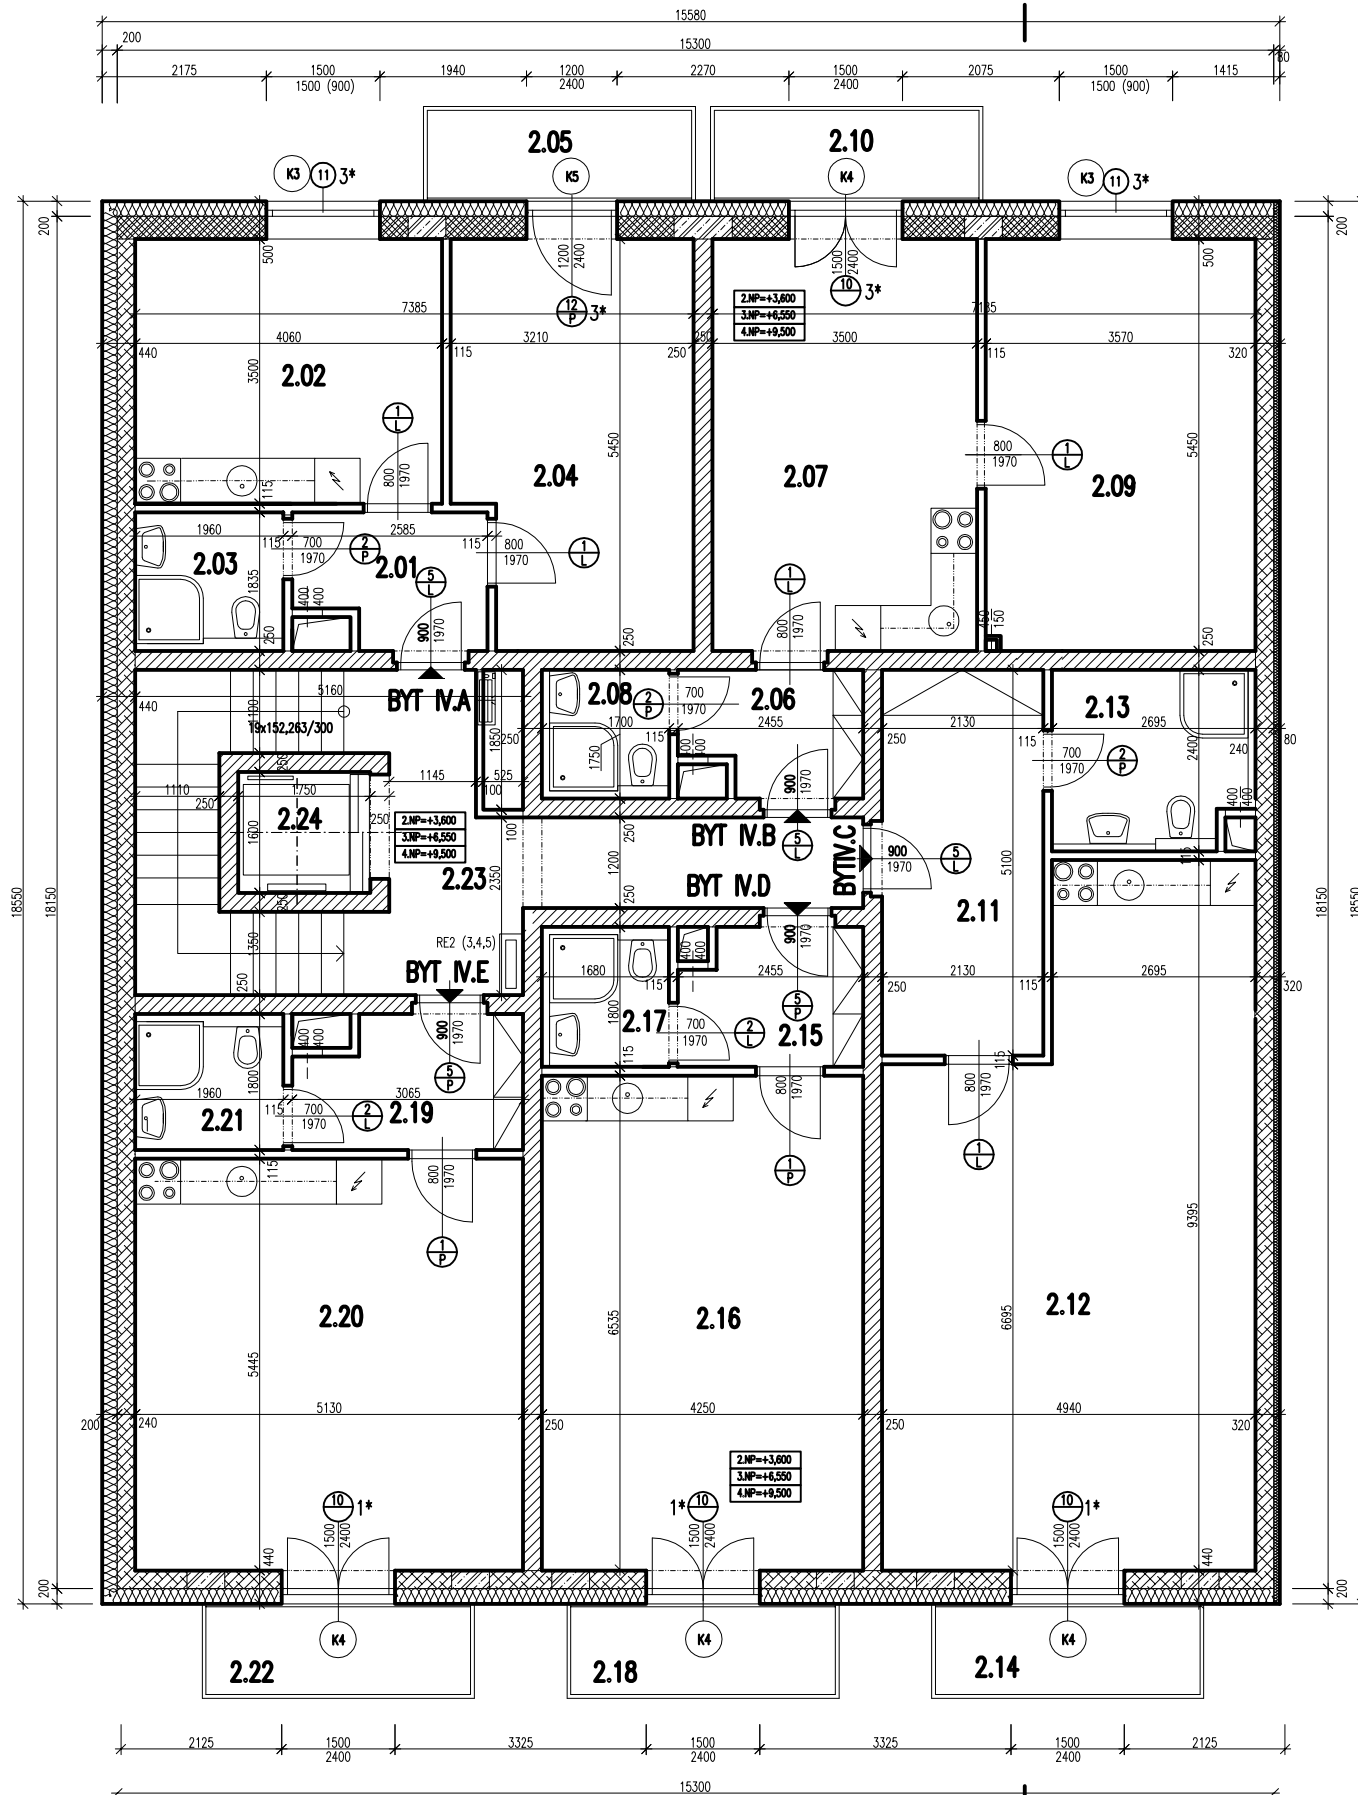 15580
200
15300
80
2175 1500 1940 1200 2270 1500 2075 1500 1415
1500 (900) 2400 2400 1500 (900)
2.05 2.10
K3 11 3* K5 K4 K3 11 3*
200 200
500 1200 2400 1500 2400 500
12 P 3* 10 3*
2.NP=+3,600
3.NP=+6,550
4.NP=+9,500
7385 7185
4060 3210 250 3500 3570
440 115 250 115 320
3500
2.02
1 L
5450 800 1970 1 L 5450
2.04 2.07 2.09
800 1970
115
1960 2585
115 700 1970 2 P 115 800 1970 1 L
2.03 2.01
5 L 1 L
1835 400 400
450 150
250 900 1970 250 800 1970 250
5160
440 BYT IV.A 2.08 2 P 700 1970 2.06 2.13
1100
19x152,263/300
1850 250 1700 115 2455 250 2130 115 2695 80
250 1750 400 400 700 1970 2 P 2400 240
1110 1750 1145 525
250 100 900 1970 400 400
2.24 250
2.NP=+3,600
3.NP=+6,550
4.NP=+9,500
1600 100 250 BYT IV.B 5 L BYTIV.C 900 1970 5 L 115
2.23 2350 1200 BYT IV.D 5100
18550 18150 250 250 2.11 18150 18550
1350 RE2 (3,4,5) 900 1970 400 400
250 BYT IV.E 1680 115 2455 250 2130 115 2695 320
5 P
400 400 900 1970 1800 2.17 700 1970 2 L 2.15
1800 5 P 115 115
1960 3065 800 1970 800 1970
115 700 1970 2 L 2.19
2.21
115 800 1970 1 P 1 L
1 P
9395
2.20 2.16 2.12
5445 6535 6695
200 240 5130 250 4250 250 4940 320
2.NP=+3,600
3.NP=+6,550
4.NP=+9,500
10 1* 1* 10 10 1*
440 1500 2400 1500 2400 1500 2400 440
200 200
K4 K4 K4
2.22 2.18 2.14
2125 1500 3325 1500 3325 1500 2125
2400 2400 2400
15300